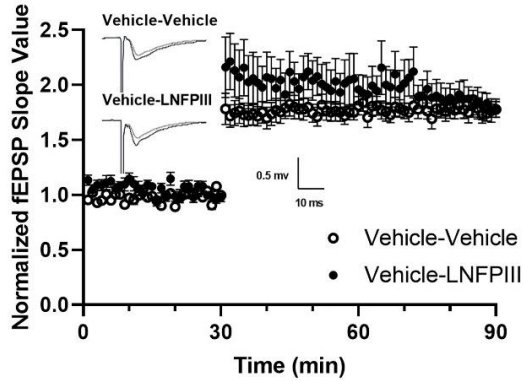 Normalized fEPSP Slope Value
Vehicle-Vehicle
Vehicle-LNFPIII
2.5
2.0
1.5
1.0
0.5
0.0
0.5 mv
10 ms
Vehicle-Vehicle
Vehicle-LNFPIII
0 30 60 90
Time (min)